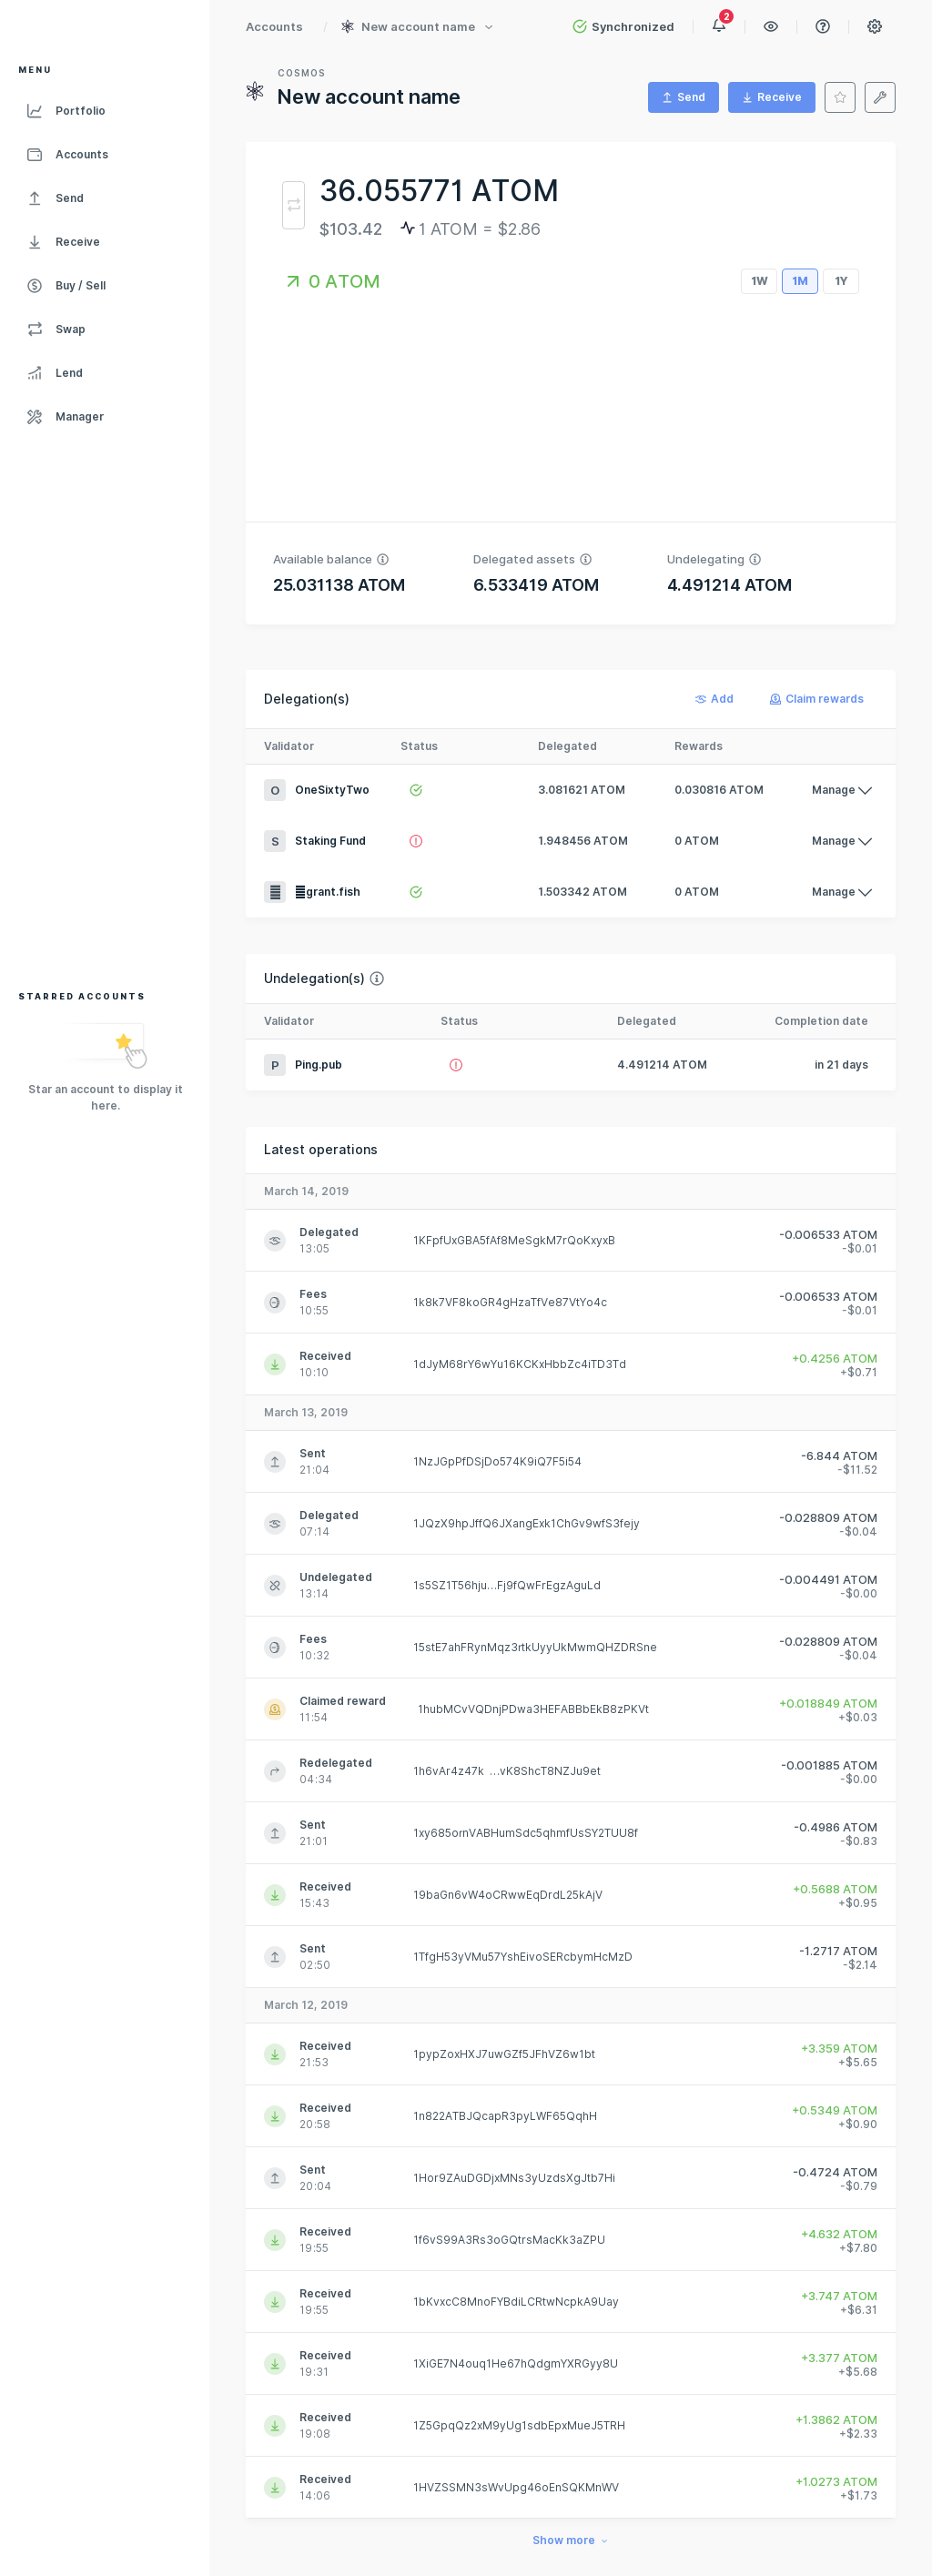 Accounts / New account name
Synchronized
2
MENU
Portfolio
Accounts
Send
Receive
Buy / Sell
Swap
Lend
Manager
STARRED ACCOUNTS
Star an account to display it
here.
COSMOS
New account name
Send
Receive
36.055771 ATOM
$103.42 1 ATOM = $2.86
0 ATOM
1W 1M 1Y
Available balance Delegated assets Undelegating
25.031138 ATOM 6.533419 ATOM 4.491214 ATOM
Delegation(s) Add Claim rewards
Validator Status Delegated Rewards
O OneSixtyTwo 3.081621 ATOM 0.030816 ATOM Manage
S Staking Fund 1.948456 ATOM 0 ATOM Manage
grant.fish 1.503342 ATOM 0 ATOM Manage
Undelegation(s)
Validator Status Delegated Completion date
P Ping.pub 4.491214 ATOM in 21 days
Latest operations
March 14, 2019
Delegated
13:05
1KFpfUxGBA5fAf8MeSgkM7rQoKxyxB
-0.006533 ATOM
-$0.01
Fees
10:55
1k8k7VF8koGR4gHzaTfVe87VtYo4c
-0.006533 ATOM
-$0.01
Received
10:10
1dJyM68rY6wYu16KCKxHbbZc4iTD3Td
+0.4256 ATOM
+$0.71
March 13, 2019
Sent
21:04
1NzJGpPfDSjDo574K9iQ7F5i54
-6.844 ATOM
-$11.52
Delegated
07:14
1JQzX9hpJffQ6JXangExk1ChGv9wfS3fejy
-0.028809 ATOM
-$0.04
Undelegated
13:14
1s5SZ1T56hju…Fj9fQwFrEgzAguLd
-0.004491 ATOM
-$0.00
Fees
10:32
15stE7ahFRynMqz3rtkUyyUkMwmQHZDRSne
-0.028809 ATOM
-$0.04
Claimed reward
11:54
1hubMCvVQDnjPDwa3HEFABBbEkB8zPKVt
+0.018849 ATOM
+$0.03
Redelegated
04:34
1h6vAr4z47k …vK8ShcT8NZJu9et
-0.001885 ATOM
-$0.00
Sent
21:01
1xy685ornVABHumSdc5qhmfUsSY2TUU8f
-0.4986 ATOM
-$0.83
Received
15:43
19baGn6vW4oCRwwEqDrdL25kAjV
+0.5688 ATOM
+$0.95
Sent
02:50
1TfgH53yVMu57YshEivoSERcbymHcMzD
-1.2717 ATOM
-$2.14
March 12, 2019
Received
21:53
1pypZoxHXJ7uwGZf5JFhVZ6w1bt
+3.359 ATOM
+$5.65
Received
20:58
1n822ATBJQcapR3pyLWF65QqhH
+0.5349 ATOM
+$0.90
Sent
20:04
1Hor9ZAuDGDjxMNs3yUzdsXgJtb7Hi
-0.4724 ATOM
-$0.79
Received
19:55
1f6vS99A3Rs3oGQtrsMacKk3aZPU
+4.632 ATOM
+$7.80
Received
19:55
1bKvxcC8MnoFYBdiLCRtwNcpkA9Uay
+3.747 ATOM
+$6.31
Received
19:31
1XiGE7N4ouq1He67hQdgmYXRGyy8U
+3.377 ATOM
+$5.68
Received
19:08
1Z5GpqQz2xM9yUg1sdbEpxMueJ5TRH
+1.3862 ATOM
+$2.33
Received
14:06
1HVZSSMN3sWvUpg46oEnSQKMnWV
+1.0273 ATOM
+$1.73
Show more